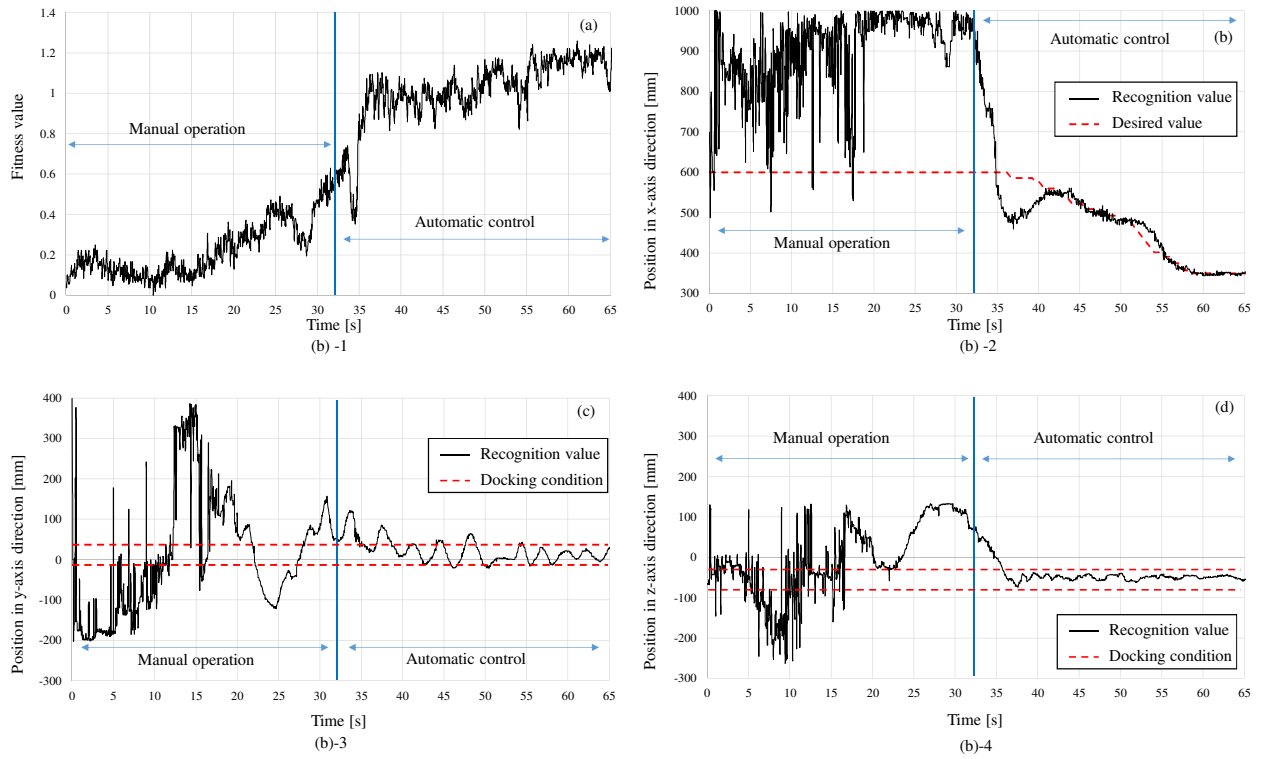 1.4
1.2
1
0.8
0.6
0.4
0.2
0
Fitness value
(a)
Manual operation
Automatic control
0 5 10 15 20 25 30 35 40 45 50 55 60 65
Time [s]
(b) -1
1000
900
800
700
600
500
400
300
Position in x-axis direction [mm]
Automatic control
(b)
Recognition value
Desired value
Manual operation
0 5 10 15 20 25 30 35 40 45 50 55 60 65
Time [s]
(b) -2
400
300
200
100
0
-100
-200
-300
Position in y-axis direction [mm]
(c)
Recognition value
Docking condition
Manual operation
Automatic control
0 5 10 15 20 25 30 35 40 45 50 55 60 65
Time [s]
(b)-3
400
300
200
100
0
-100
-200
-300
Position in z-axis direction [mm]
(d)
Manual operation
Automatic control
Recognition value
Docking condition
0 5 10 15 20 25 30 35 40 45 50 55 60 65
Time [s]
(b)-4